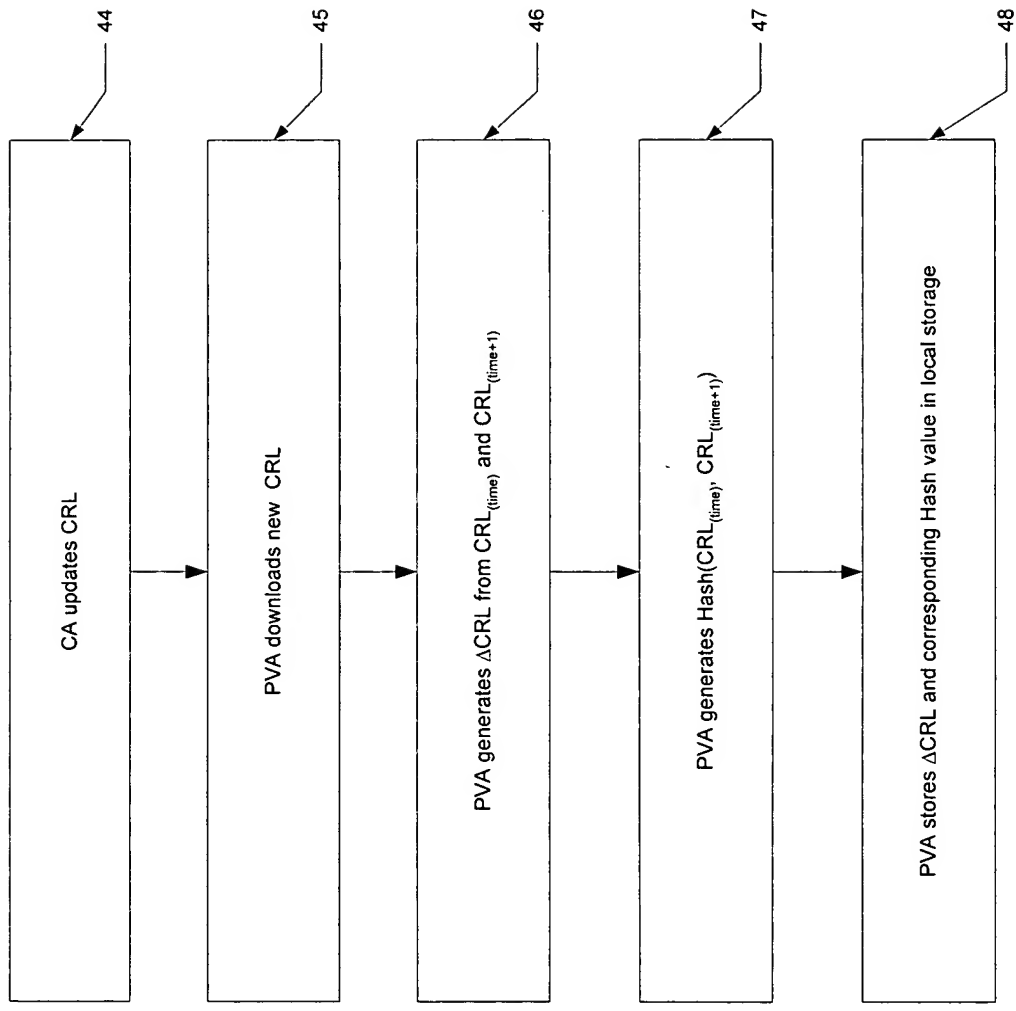 CA updates CRL
44
PVA downloads new CRL
45
PVA generates ΔCRL from CRL(time) and CRL(time+1)
46
PVA generates Hash(CRL(time), CRL(time+1))
47
PVA stores ΔCRL and corresponding Hash value in local storage
48